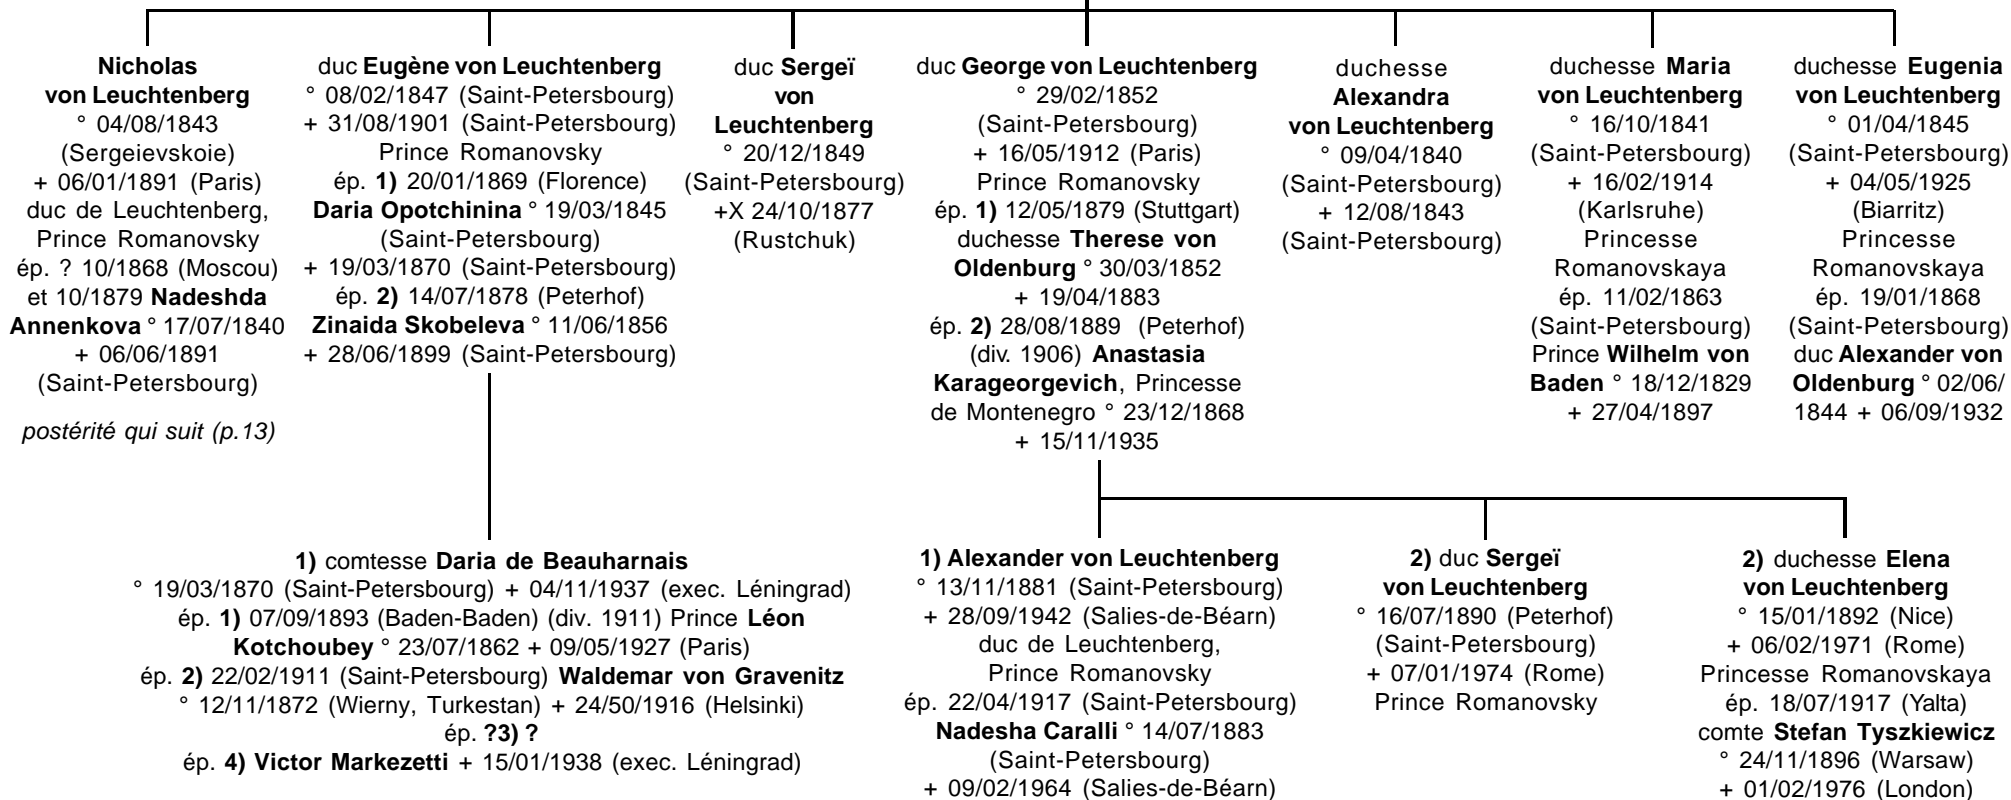 Nicholas
von Leuchtenberg
° 04/08/1843
(Sergeievskoie)
+ 06/01/1891 (Paris)
duc de Leuchtenberg,
Prince Romanovsky
ép. ? 10/1868 (Moscou)
et 10/1879 Nadeshda
Annenkova ° 17/07/1840
+ 06/06/1891
(Saint-Petersbourg)
postérité qui suit (p.13)
duc Eugène von Leuchtenberg
° 08/02/1847 (Saint-Petersbourg)
+ 31/08/1901 (Saint-Petersbourg)
Prince Romanovsky
ép. 1) 20/01/1869 (Florence)
Daria Opotchinina ° 19/03/1845
(Saint-Petersbourg)
+ 19/03/1870 (Saint-Petersbourg)
ép. 2) 14/07/1878 (Peterhof)
Zinaida Skobeleva ° 11/06/1856
+ 28/06/1899 (Saint-Petersbourg)
duc Sergeï
von
Leuchtenberg
° 20/12/1849
(Saint-Petersbourg)
+X 24/10/1877
(Rustchuk)
duc George von Leuchtenberg
° 29/02/1852
(Saint-Petersbourg)
+ 16/05/1912 (Paris)
Prince Romanovsky
ép. 1) 12/05/1879 (Stuttgart)
duchesse Therese von
Oldenburg ° 30/03/1852
+ 19/04/1883
ép. 2) 28/08/1889 (Peterhof)
(div. 1906) Anastasia
Karageorgevich, Princesse
de Montenegro ° 23/12/1868
+ 15/11/1935
duchesse
Alexandra
von Leuchtenberg
° 09/04/1840
(Saint-Petersbourg)
+ 12/08/1843
(Saint-Petersbourg)
duchesse Maria
von Leuchtenberg
° 16/10/1841
(Saint-Petersbourg)
+ 16/02/1914
(Karlsruhe)
Princesse
Romanovskaya
ép. 11/02/1863
(Saint-Petersbourg)
Prince Wilhelm von
Baden ° 18/12/1829
+ 27/04/1897
duchesse Eugenia
von Leuchtenberg
° 01/04/1845
(Saint-Petersbourg)
+ 04/05/1925
(Biarritz)
Princesse
Romanovskaya
ép. 19/01/1868
(Saint-Petersbourg)
duc Alexander von
Oldenburg ° 02/06/
1844 + 06/09/1932
1) comtesse Daria de Beauharnais
° 19/03/1870 (Saint-Petersbourg) + 04/11/1937 (exec. Léningrad)
ép. 1) 07/09/1893 (Baden-Baden) (div. 1911) Prince Léon
Kotchoubey ° 23/07/1862 + 09/05/1927 (Paris)
ép. 2) 22/02/1911 (Saint-Petersbourg) Waldemar von Gravenitz
° 12/11/1872 (Wierny, Turkestan) + 24/50/1916 (Helsinki)
ép. ?3) ?
ép. 4) Victor Markezetti + 15/01/1938 (exec. Léningrad)
1) Alexander von Leuchtenberg
° 13/11/1881 (Saint-Petersbourg)
+ 28/09/1942 (Salies-de-Béarn)
duc de Leuchtenberg,
Prince Romanovsky
ép. 22/04/1917 (Saint-Petersbourg)
Nadesha Caralli ° 14/07/1883
(Saint-Petersbourg)
+ 09/02/1964 (Salies-de-Béarn)
2) duc Sergeï
von Leuchtenberg
° 16/07/1890 (Peterhof)
(Saint-Petersbourg)
+ 07/01/1974 (Rome)
Prince Romanovsky
2) duchesse Elena
von Leuchtenberg
° 15/01/1892 (Nice)
+ 06/02/1971 (Rome)
Princesse Romanovskaya
ép. 18/07/1917 (Yalta)
comte Stefan Tyszkiewicz
° 24/11/1896 (Warsaw)
+ 01/02/1976 (London)